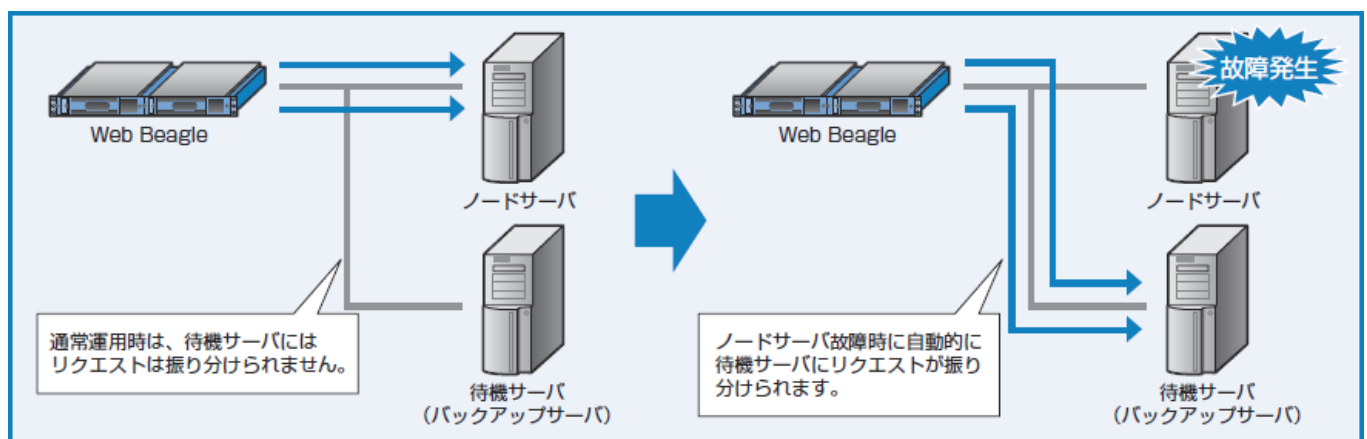 Web Beagle
ノードサーバ
通常運用時は、待機サーバには
リクエストは振り分けられません。
待機サーバ
（バックアップサーバ）
故障発生
Web Beagle
ノードサーバ
ノードサーバ故障時に自動的に
待機サーバにリクエストが振り
分けられます。
待機サーバ
（バックアップサーバ）